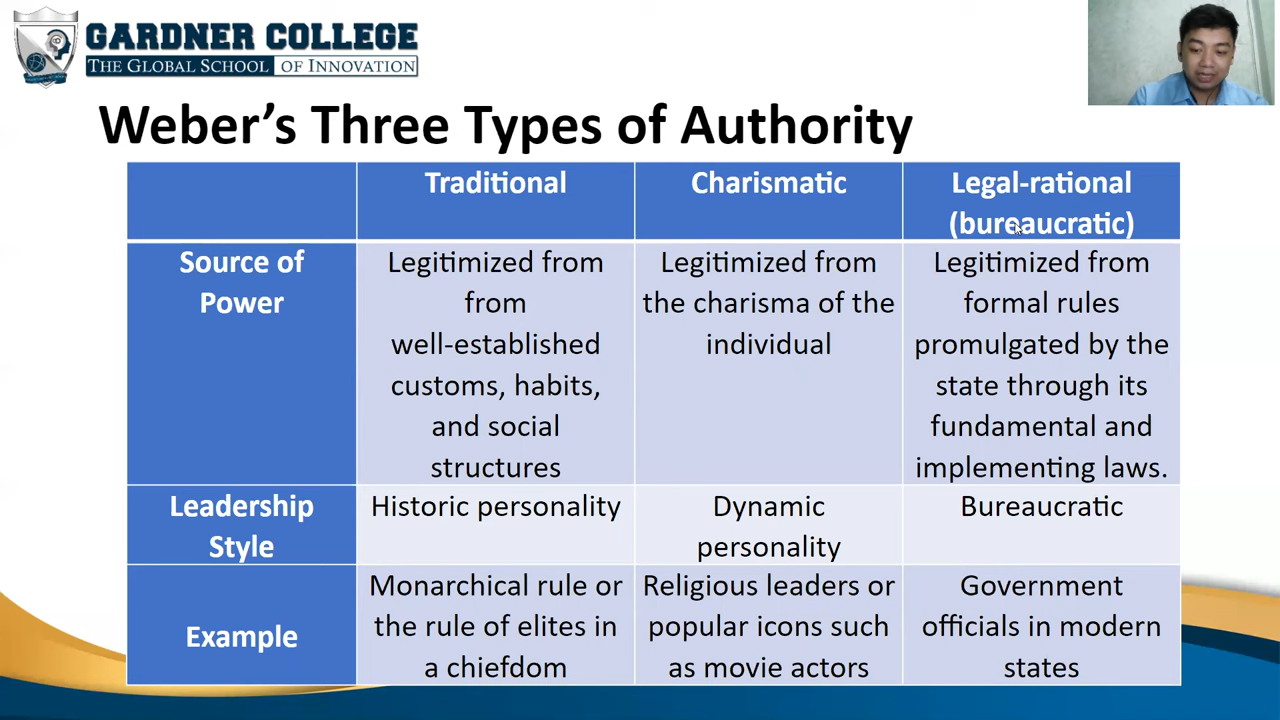 GARDNER COLLEGE
THE GLOBAL SCHOOL OF INNOVATION
Weber's Three Types of Authority
Traditional
Charismatic
Legal-rational
(bureaucratic)
Source of
Power
Legitimized from
from
well-established
customs, habits,
and social
structures
Legitimized from
the charisma of the
individual
Legitimized from
formal rules
promulgated by the
state through its
fundamental and
implementing laws.
Leadership
Style
Historic personality
Dynamic
personality
Bureaucratic
Example
Monarchical rule or
the rule of elites in
a chiefdom
Religious leaders or
popular icons such
as movie actors
Government
officials in modern
states